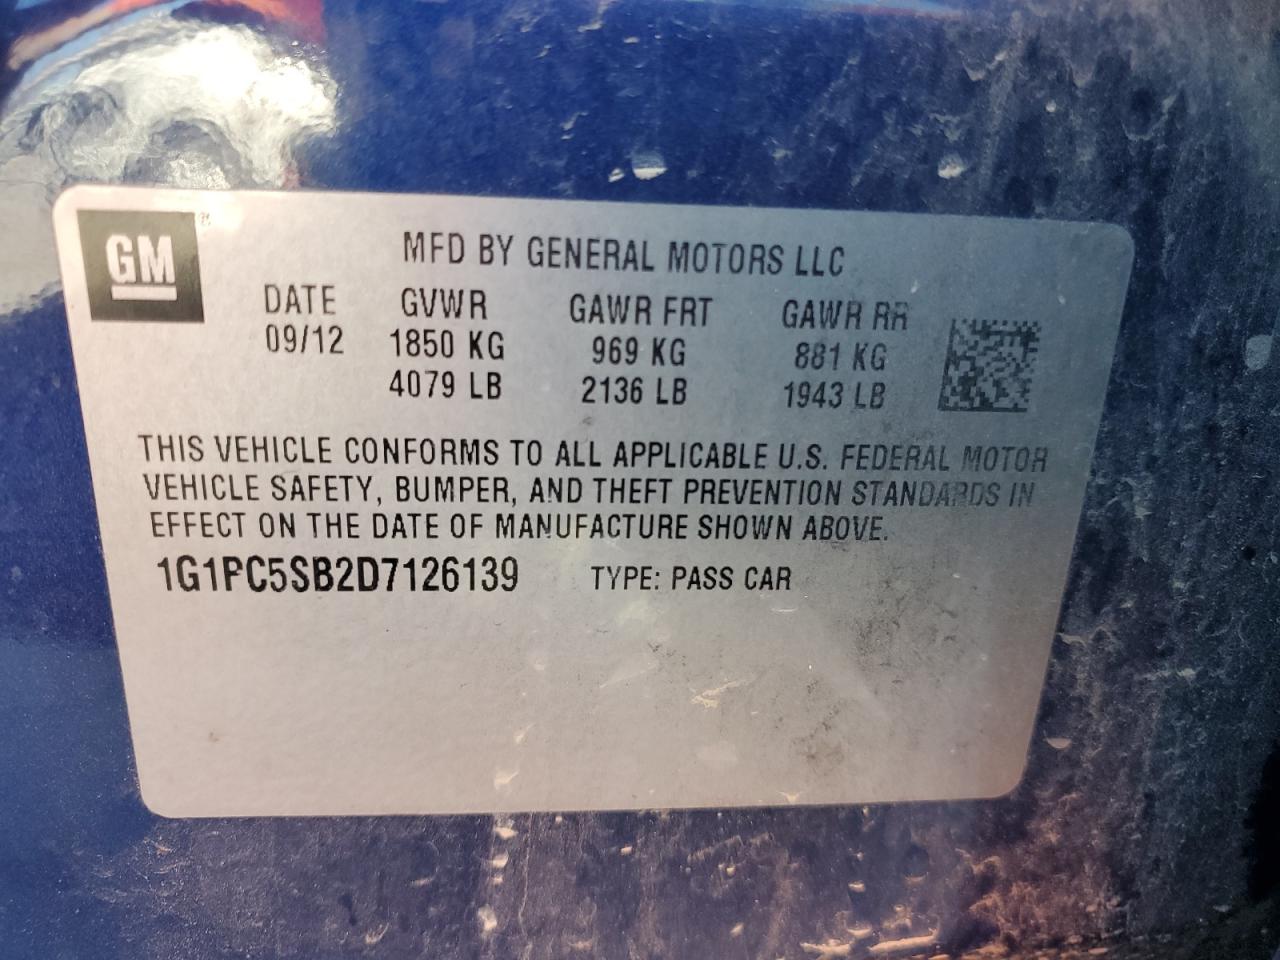 GM ®
MFD BY GENERAL MOTORS LLC
DATE GVWR GAWR FRT GAWR RR
09/12 1850 KG 969 KG 881 KG
4079 LB 2136 LB 1943 LB
THIS VEHICLE CONFORMS TO ALL APPLICABLE U.S. FEDERAL MOTOR
VEHICLE SAFETY, BUMPER, AND THEFT PREVENTION STANDARDS IN
EFFECT ON THE DATE OF MANUFACTURE SHOWN ABOVE.
1G1PC5SB2D7126139 TYPE: PASS CAR